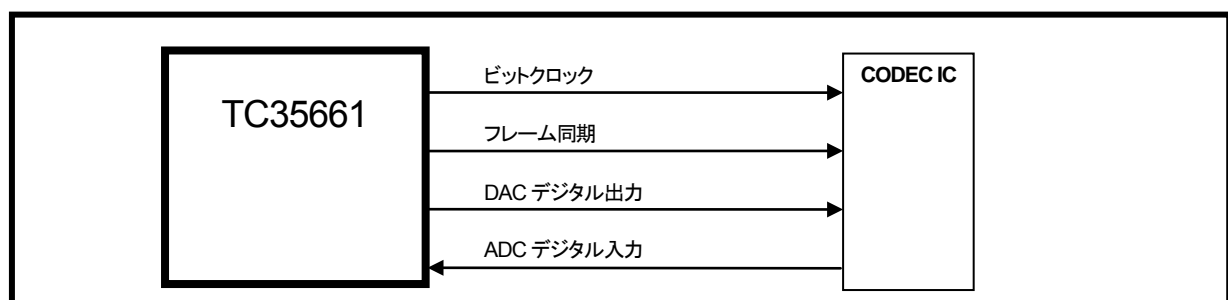 TC35661
CODEC IC
ビットクロック
フレーム同期
DAC デジタル出力
ADC デジタル入力